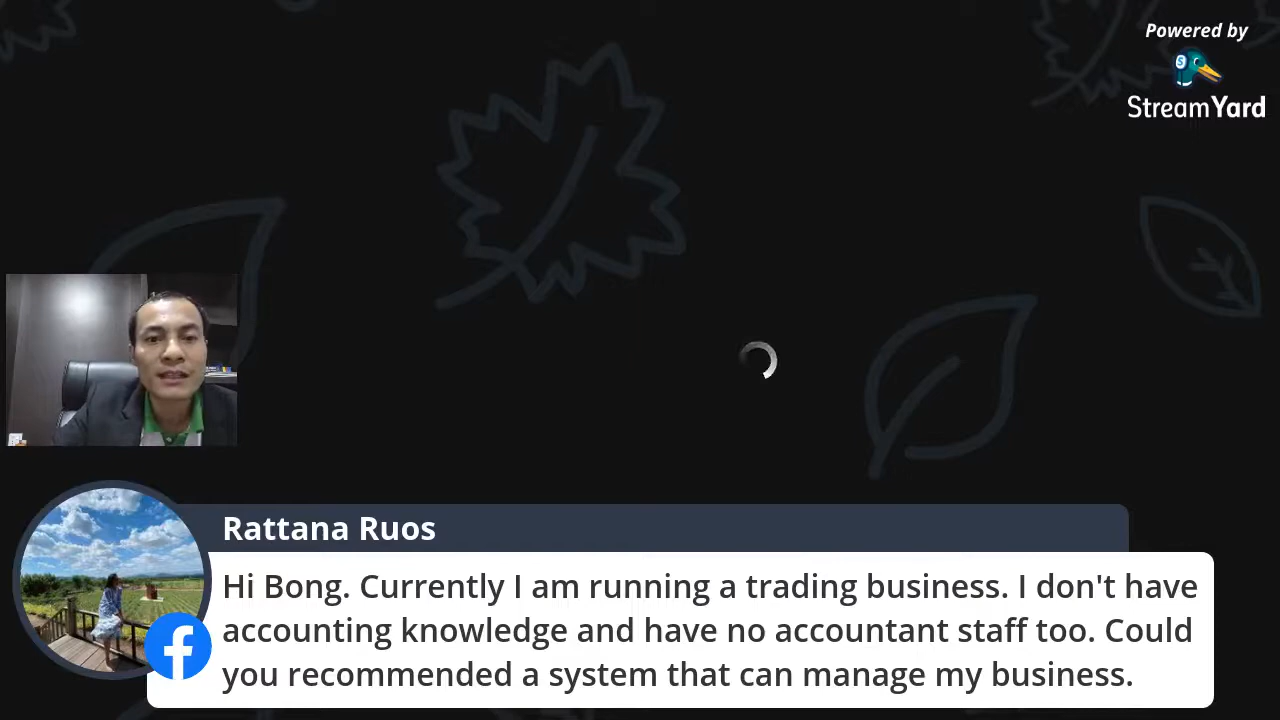 Powered by
StreamYard
Rattana Ruos
Hi Bong. Currently I am running a trading business. I don't have
accounting knowledge and have no accountant staff too. Could
you recommended a system that can manage my business.